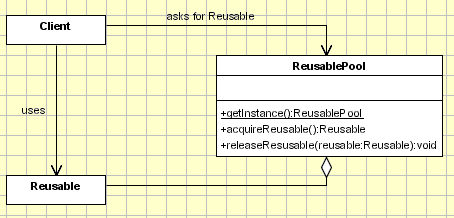 Client
asks for Reusable
ReusablePool
+getInstance():ReusablePool
+acquireReusable():Reusable
+releaseResusable(reusable:Reusable):void
uses
Reusable